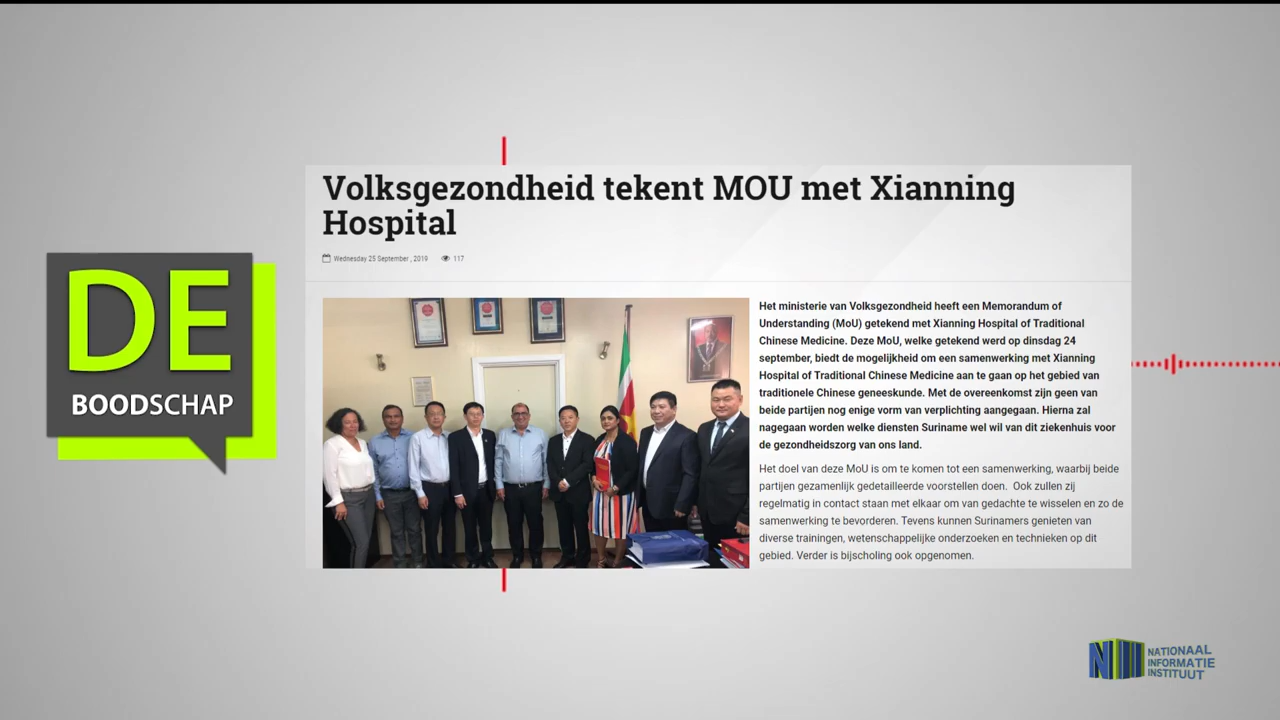 DE
BOODSCHAP
Volksgezondheid tekent MOU met Xianning
Hospital
Wednesday 25 September , 2019 117
Het ministerie van Volksgezondheid heeft een Memorandum of
Understanding (MoU) getekend met Xianning Hospital of Traditional
Chinese Medicine. Deze MoU, welke getekend werd op dinsdag 24
september, biedt de mogelijkheid om een samenwerking met Xianning
Hospital of Traditional Chinese Medicine aan te gaan op het gebied van
traditionele Chinese geneeskunde. Met de overeenkomst zijn geen van
beide partijen nog enige vorm van verplichting aangegaan. Hierna zal
nagegaan worden welke diensten Suriname wel wil van dit ziekenhuis voor
de gezondheidszorg van ons land.
Het doel van deze MoU is om te komen tot een samenwerking, waarbij beide
partijen gezamenlijk gedetailleerde voorstellen doen. Ook zullen zij
regelmatig in contact staan met elkaar om van gedachte te wisselen en zo de
samenwerking te bevorderen. Tevens kunnen Surinamers genieten van
diverse trainingen, wetenschappelijke onderzoeken en technieken op dit
gebied. Verder is bijscholing ook opgenomen.
NII
NATIONAAL
INFORMATIE
INSTITUUT